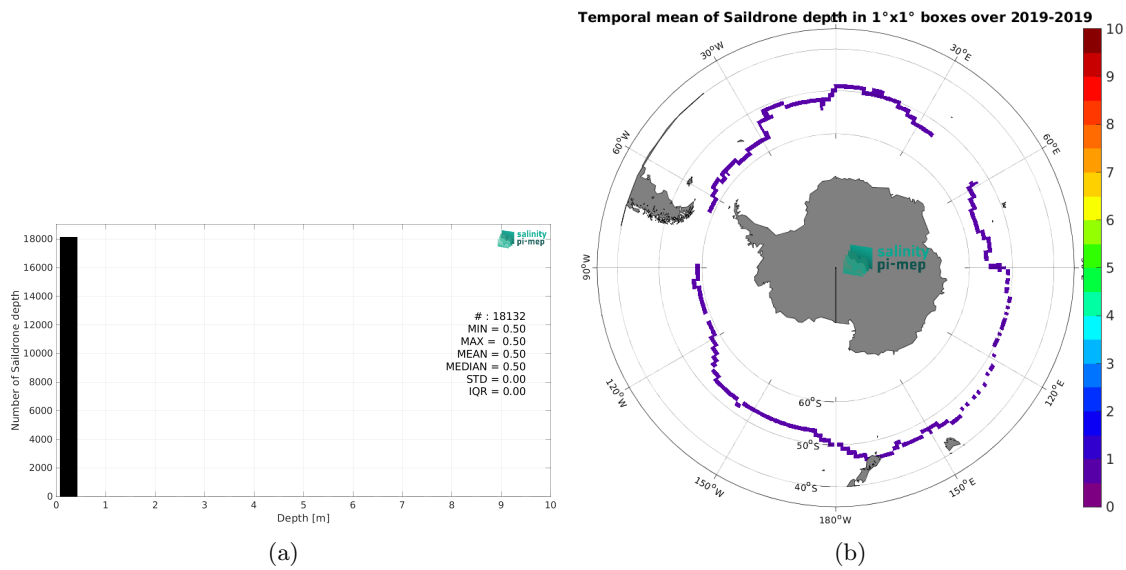 18000
16000
14000
12000
10000
8000
6000
4000
2000
0
Number of Saildrone depth
salinity
pi-mep
# : 18132
MIN = 0.50
MAX = 0.50
MEAN = 0.50
MEDIAN = 0.50
STD = 0.00
IQR = 0.00
0 1 2 3 4 5 6 7 8 9 10
Depth [m]
(a)
Temporal mean of Saildrone depth in 1°x1° boxes over 2019-2019
30°W
30°E
60°W
60°E
90°W
salinity
pi-mep
120°W
120°E
60°S
50°S
40°S
150°W
150°E
180°W
10
9
8
7
6
5
4
3
2
1
0
(b)